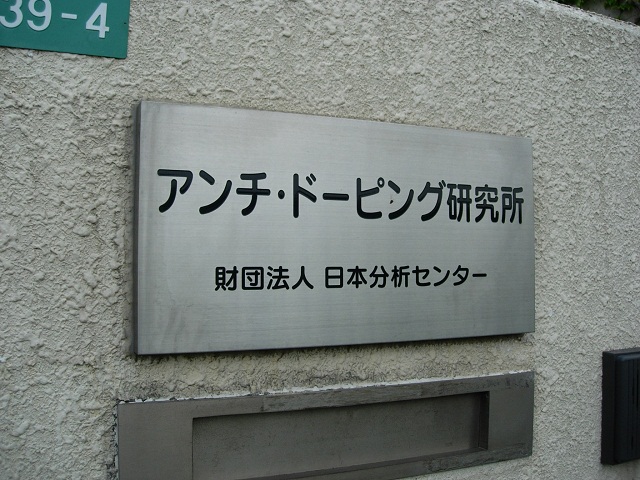 39-4
アンチ・ドーピング研究所
財団法人 日本分析センター